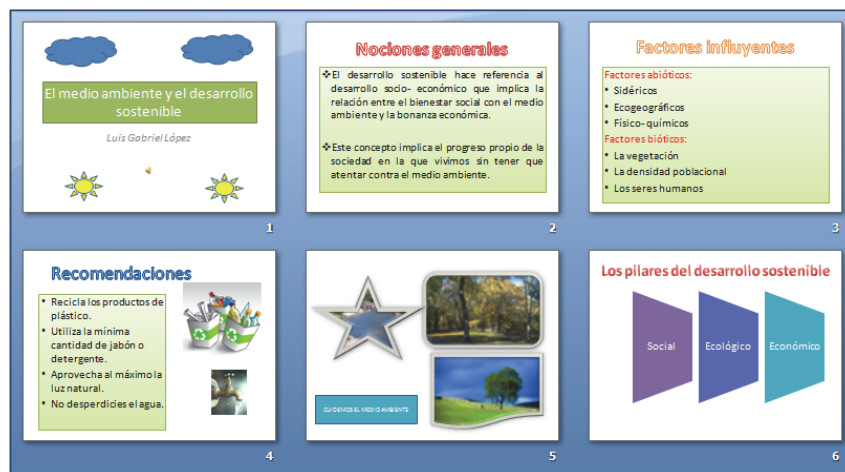 El medio ambiente y el desarrollo
sostenible
Luis Gabriel López
1
Nociones generales
❖El desarrollo sostenible hace referencia al
desarrollo socio- económico que implica la
relación entre el bienestar social con el medio
ambiente y la bonanza económica.
❖Este concepto implica el progreso propio de la
sociedad en la que vivimos sin tener que
atentar contra el medio ambiente.
2
Factores influyentes
Factores abióticos:
• Sidéricos
• Ecogeográficos
• Físico- químicos
Factores bióticos:
• La vegetación
• La densidad poblacional
• Los seres humanos
3
Recomendaciones
• Recicla los productos de
plástico.
• Utiliza la mínima
cantidad de jabón o
detergente.
• Aprovecha al máximo la
luz natural.
• No desperdicies el agua.
4
CUIDEMOS EL MEDIO AMBIENTE
5
Los pilares del desarrollo sostenible
Social
Ecológico
Económico
6